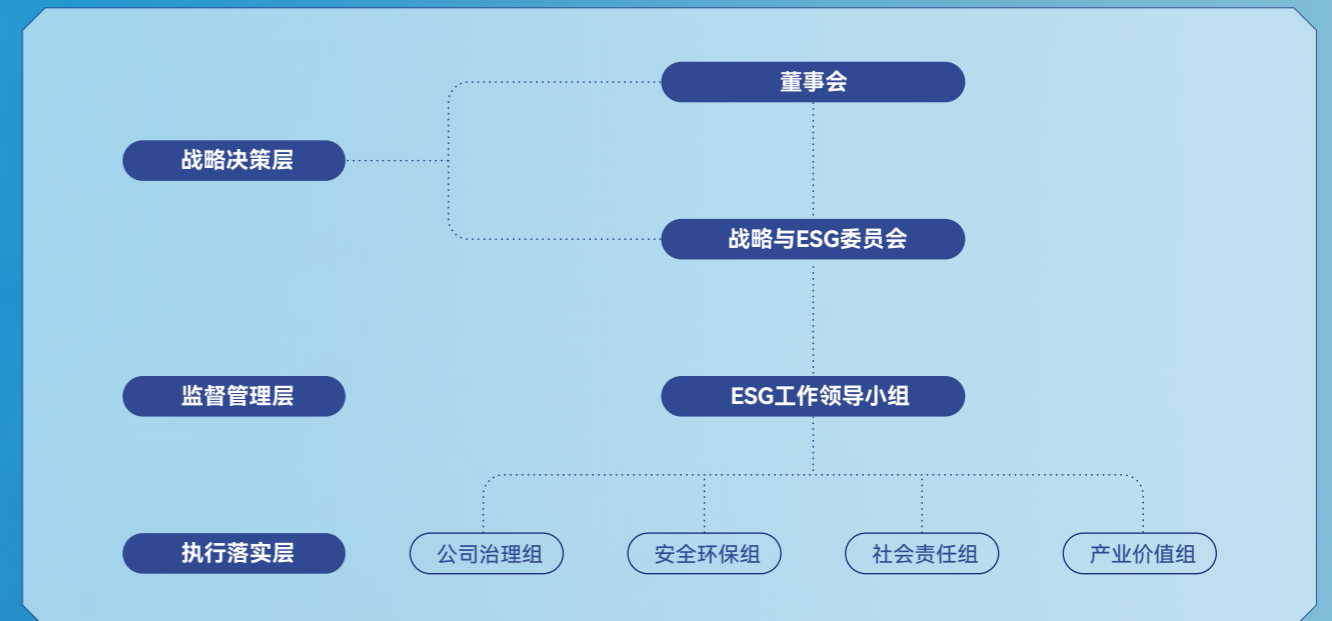 董事会
战略决策层
战略与ESG委员会
监督管理层
ESG工作领导小组
执行落实层
公司治理组
安全环保组
社会责任组
产业价值组